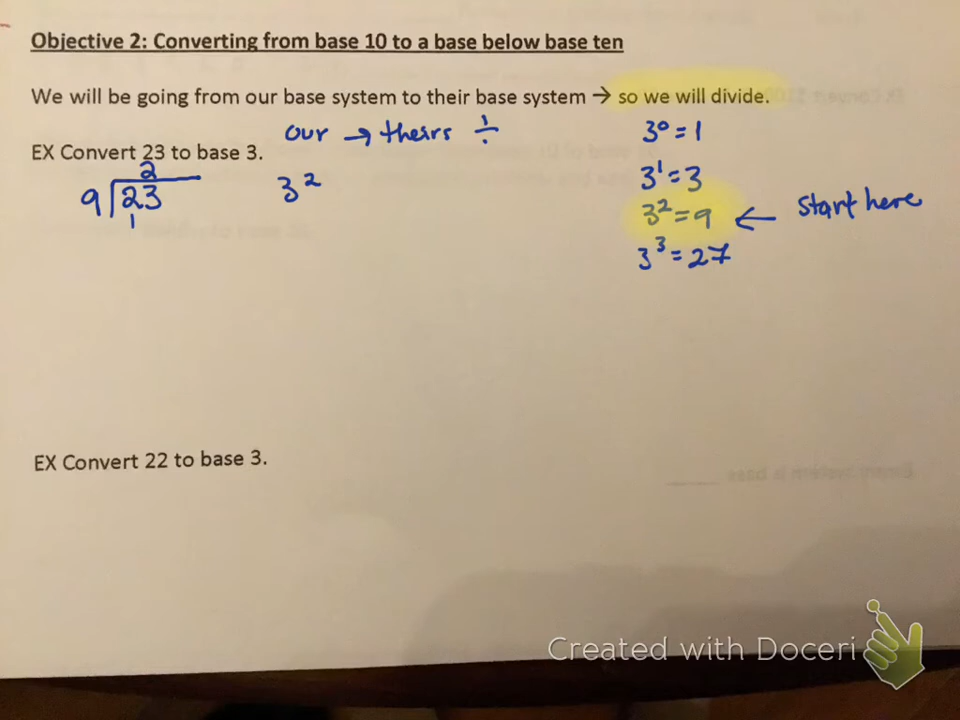 Objective 2: Converting from base 10 to a base below base ten
We will be going from our base system to their base system → so we will divide.
our → theirs ÷
3⁰ = 1
EX Convert 23 to base 3.
3¹ = 3
2
9 23
3²
3² = 9 ← Start here
1
3³ = 27
EX Convert 22 to base 3.
Created with Doceri